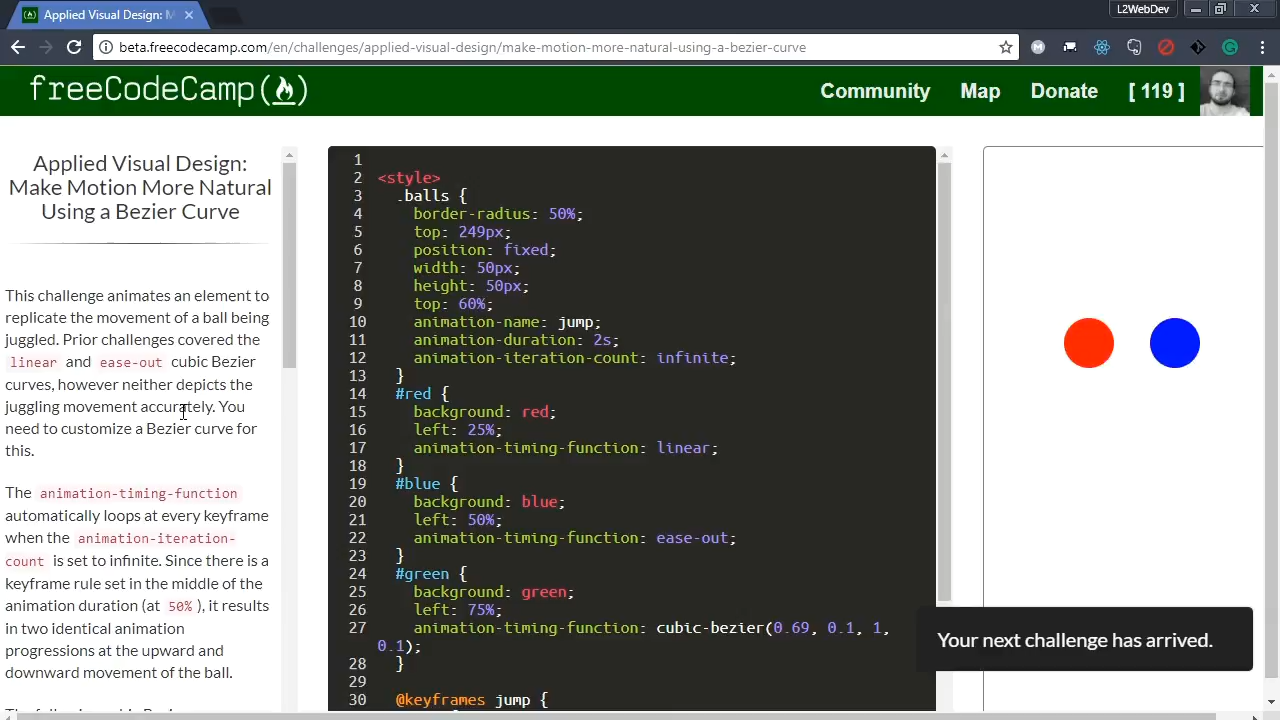 Applied Visual Design: M
L2WebDev
beta.freecodecamp.com/en/challenges/applied-visual-design/make-motion-more-natural-using-a-bezier-curve
freeCodeCamp
Community Map Donate [ 119 ]
Applied Visual Design:
Make Motion More Natural
Using a Bezier Curve
This challenge animates an element to
replicate the movement of a ball being
juggled. Prior challenges covered the
linear and ease-out cubic Bezier
curves, however neither depicts the
juggling movement accurately. You
need to customize a Bezier curve for
this.
The animation-timing-function
automatically loops at every keyframe
when the animation-iteration-
count is set to infinite. Since there is a
keyframe rule set in the middle of the
animation duration (at 50% ), it results
in two identical animation
progressions at the upward and
downward movement of the ball.
1
2 <style>
3 .balls {
4 border-radius: 50%;
5 top: 249px;
6 position: fixed;
7 width: 50px;
8 height: 50px;
9 top: 60%;
10 animation-name: jump;
11 animation-duration: 2s;
12 animation-iteration-count: infinite;
13 }
14 #red {
15 background: red;
16 left: 25%;
17 animation-timing-function: linear;
18 }
19 #blue {
20 background: blue;
21 left: 50%;
22 animation-timing-function: ease-out;
23 }
24 #green {
25 background: green;
26 left: 75%;
27 animation-timing-function: cubic-bezier(0.69, 0.1, 1,
0.1);
28 }
29
30 @keyframes jump {
Your next challenge has arrived.